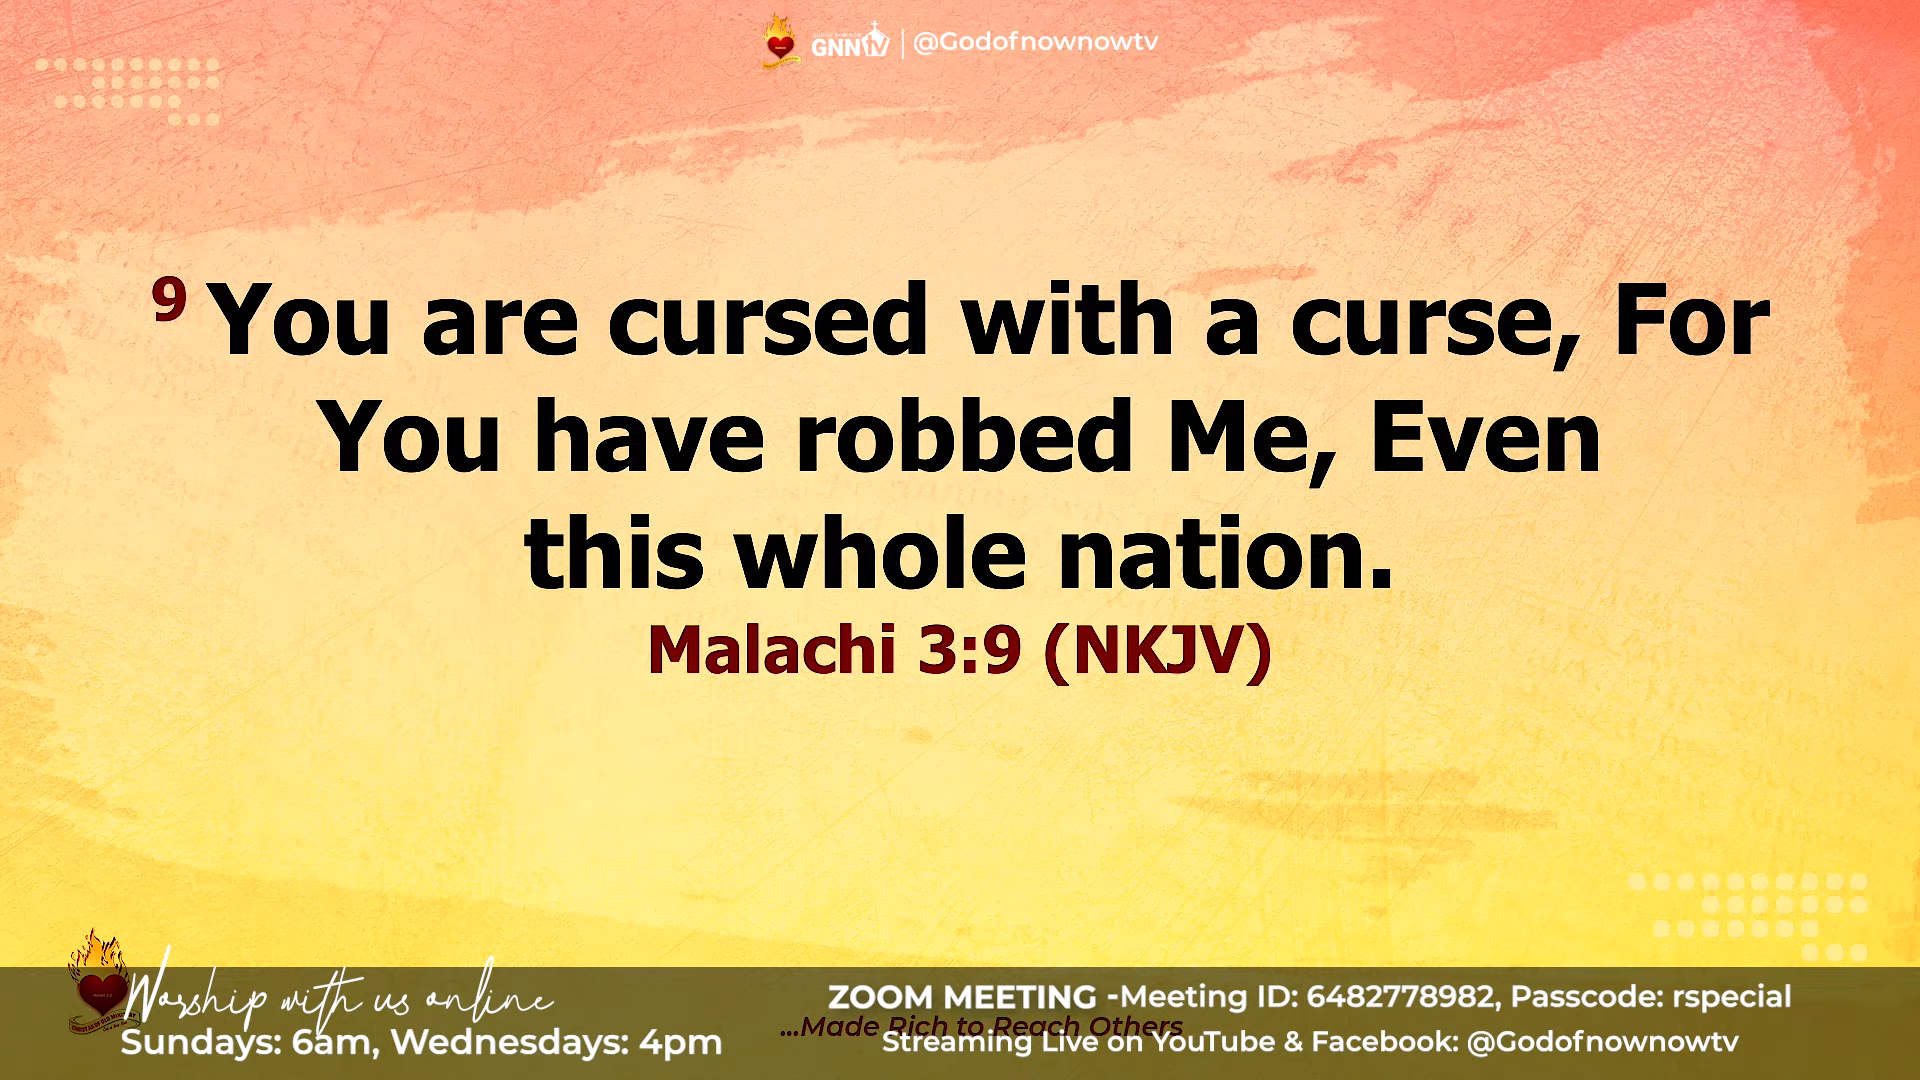 GNNTV | @Godofnownowtv
9 You are cursed with a curse, For
You have robbed Me, Even
this whole nation.
Malachi 3:9 (NKJV)
Worship with us online
Sundays: 6am, Wednesdays: 4pm
ZOOM MEETING -Meeting ID: 6482778982, Passcode: rspecial
...Made Rich to Reach Others
Streaming Live on YouTube & Facebook: @Godofnownowtv